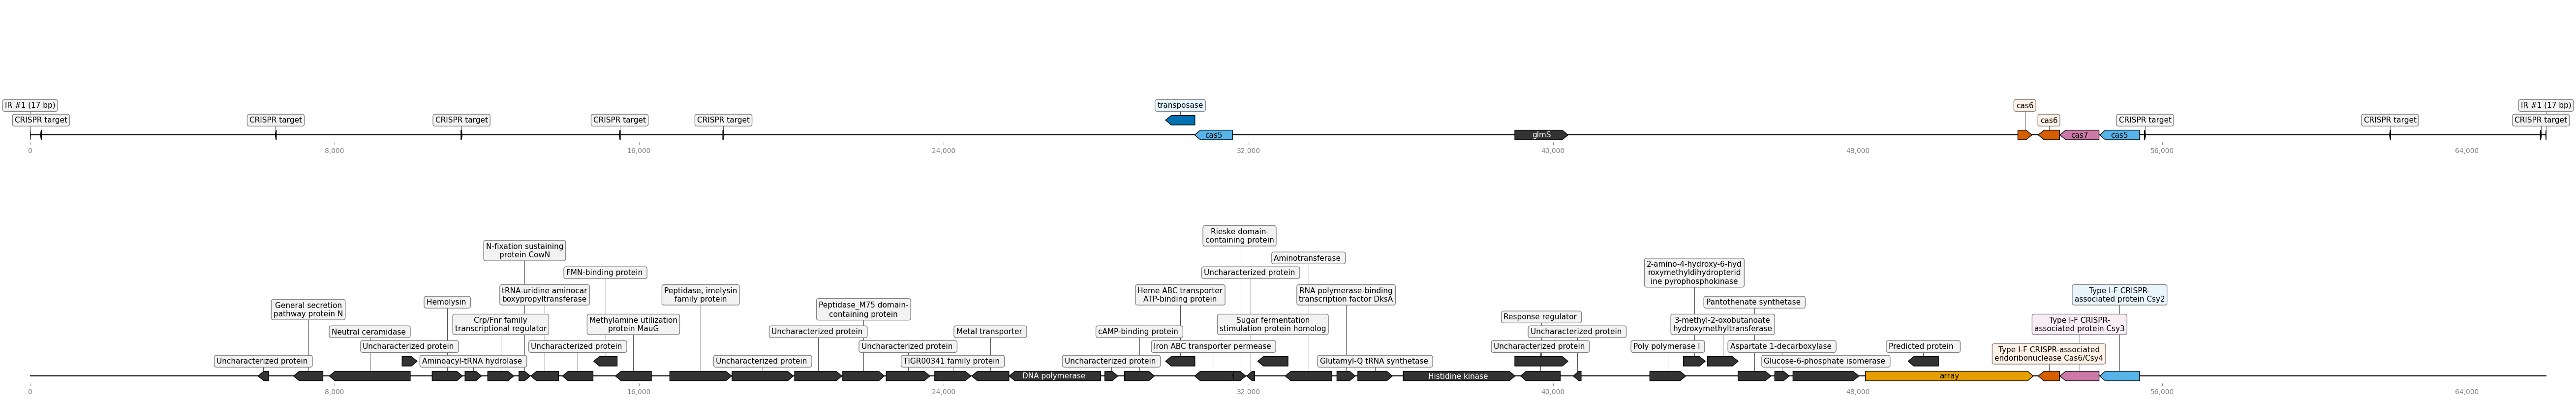 IR #1 (17 bp)
transposase
cas6
IR #1 (17 bp)
CRISPR target
CRISPR target
CRISPR target
CRISPR target
CRISPR target
cas6
CRISPR target
CRISPR target
CRISPR target
cas5
glmS
cas7
cas5
0
8,000
16,000
24,000
32,000
40,000
48,000
56,000
64,000
Rieske domain-
containing protein
N-fixation sustaining
protein CowN
Aminotransferase
FMN-binding protein
Uncharacterized protein
2-amino-4-hydroxy-6-hyd
roxymethyldihydropterid
ine pyrophosphokinase
tRNA-uridine aminocar
boxypropyltransferase
Peptidase, imelysin
family protein
Heme ABC transporter
ATP-binding protein
RNA polymerase-binding
transcription factor DksA
Type I-F CRISPR-
associated protein Csy2
Hemolysin
Pantothenate synthetase
General secretion
pathway protein N
Peptidase_M75 domain-
containing protein
Response regulator
Crp/Fnr family
transcriptional regulator
Methylamine utilization
protein MauG
Sugar fermentation
stimulation protein homolog
3-methyl-2-oxobutanoate
hydroxymethyltransferase
Type I-F CRISPR-
associated protein Csy3
Neutral ceramidase
Uncharacterized protein
Metal transporter
cAMP-binding protein
Uncharacterized protein
Uncharacterized protein
Uncharacterized protein
Uncharacterized protein
Iron ABC transporter permease
Uncharacterized protein
Poly polymerase I
Aspartate 1-decarboxylase
Predicted protein
Type I-F CRISPR-associated
endoribonuclease Cas6/Csy4
Uncharacterized protein
Aminoacyl-tRNA hydrolase
Uncharacterized protein
TIGR00341 family protein
Uncharacterized protein
Glutamyl-Q tRNA synthetase
Glucose-6-phosphate isomerase
DNA polymerase
Histidine kinase
array
0
8,000
16,000
24,000
32,000
40,000
48,000
56,000
64,000